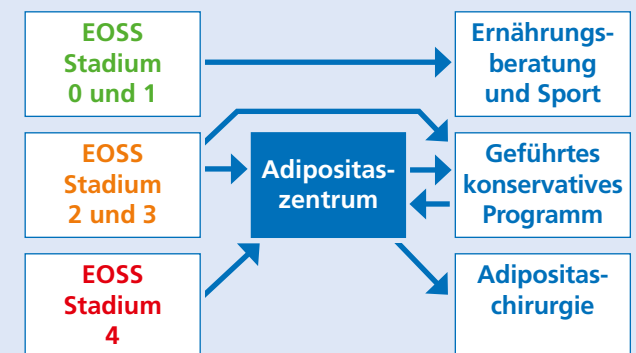 EOSS
Stadium
0 und 1
Ernährungs-
beratung
und Sport
EOSS
Stadium
2 und 3
Adipositas-
zentrum
Geführtes
konservatives
Programm
EOSS
Stadium
4
Adipositas-
chirurgie